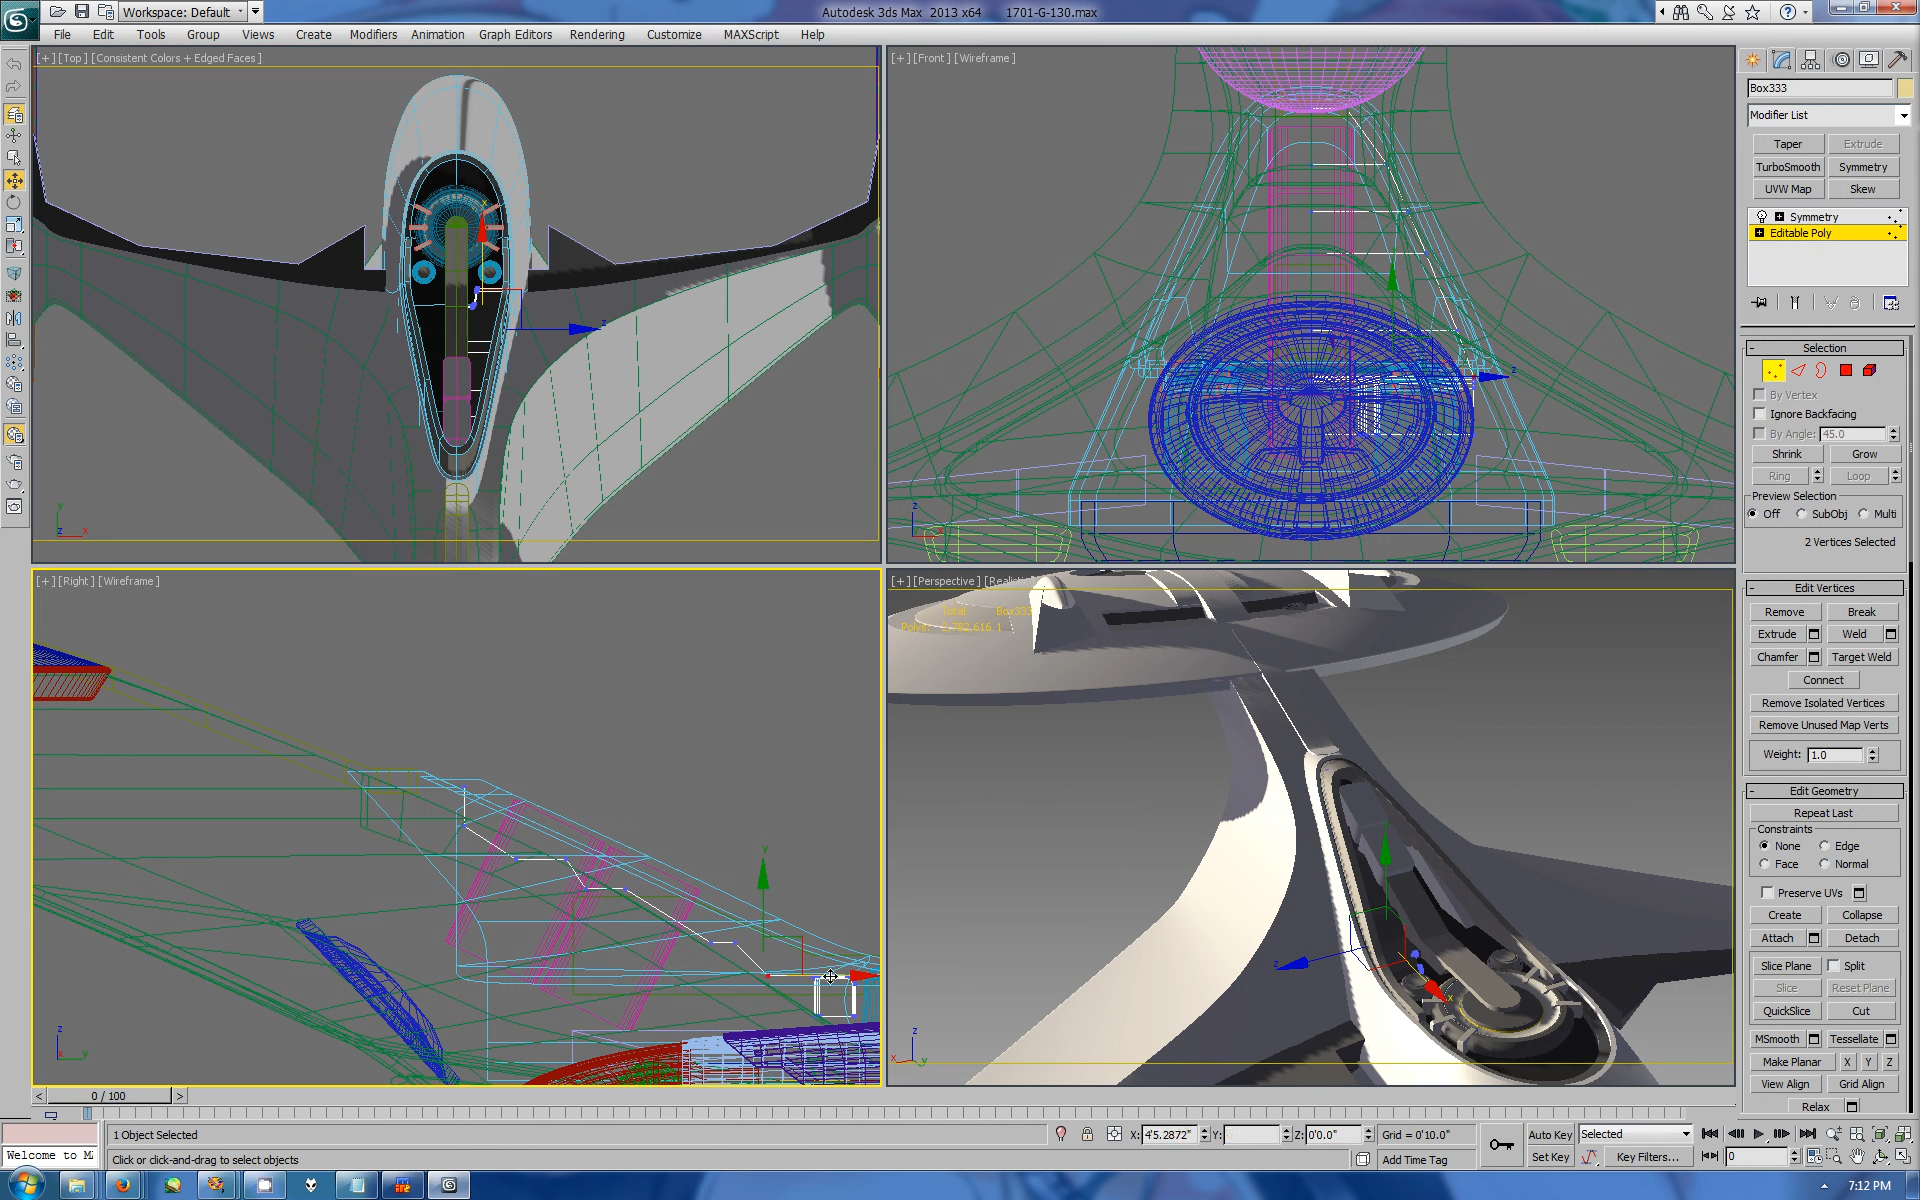 Workspace: Default
Autodesk 3ds Max 2013 x64 1701-G-130.max
File Edit Tools Group Views Create Modifiers Animation Graph Editors Rendering Customize MAXScript Help
[+] [Top] [Consistent Colors + Edged Faces]
[+] [Front] [Wireframe]
Box333
Modifier List
Taper Extrude
TurboSmooth Symmetry
UVW Map Skew
Symmetry
Editable Poly
Selection
By Vertex
Ignore Backfacing
By Angle: 45.0
Shrink Grow
Ring Loop
Preview Selection
Off SubObj Multi
2 Vertices Selected
[+] [Right] [Wireframe]
[+] [Perspective]
Total Box333
Polys: 1
Edit Vertices
Remove Break
Extrude Weld
Chamfer Target Weld
Connect
Remove Isolated Vertices
Remove Unused Map Verts
Weight: 1.0
Edit Geometry
Repeat Last
Constraints
None Edge
Face Normal
Preserve UVs
Create Collapse
Attach Detach
Slice Plane Split
Slice Reset Plane
QuickSlice Cut
MSmooth Tessellate
Make Planar X Y Z
View Align Grid Align
Relax
< 0 / 100 >
1 Object Selected
X: 4'5.2872" Y: Z: 0'0.0" Grid = 0'10.0"
Auto Key Selected
Welcome to
Click or click-and-drag to select objects
Add Time Tag
Set Key Key Filters... 0
7:12 PM